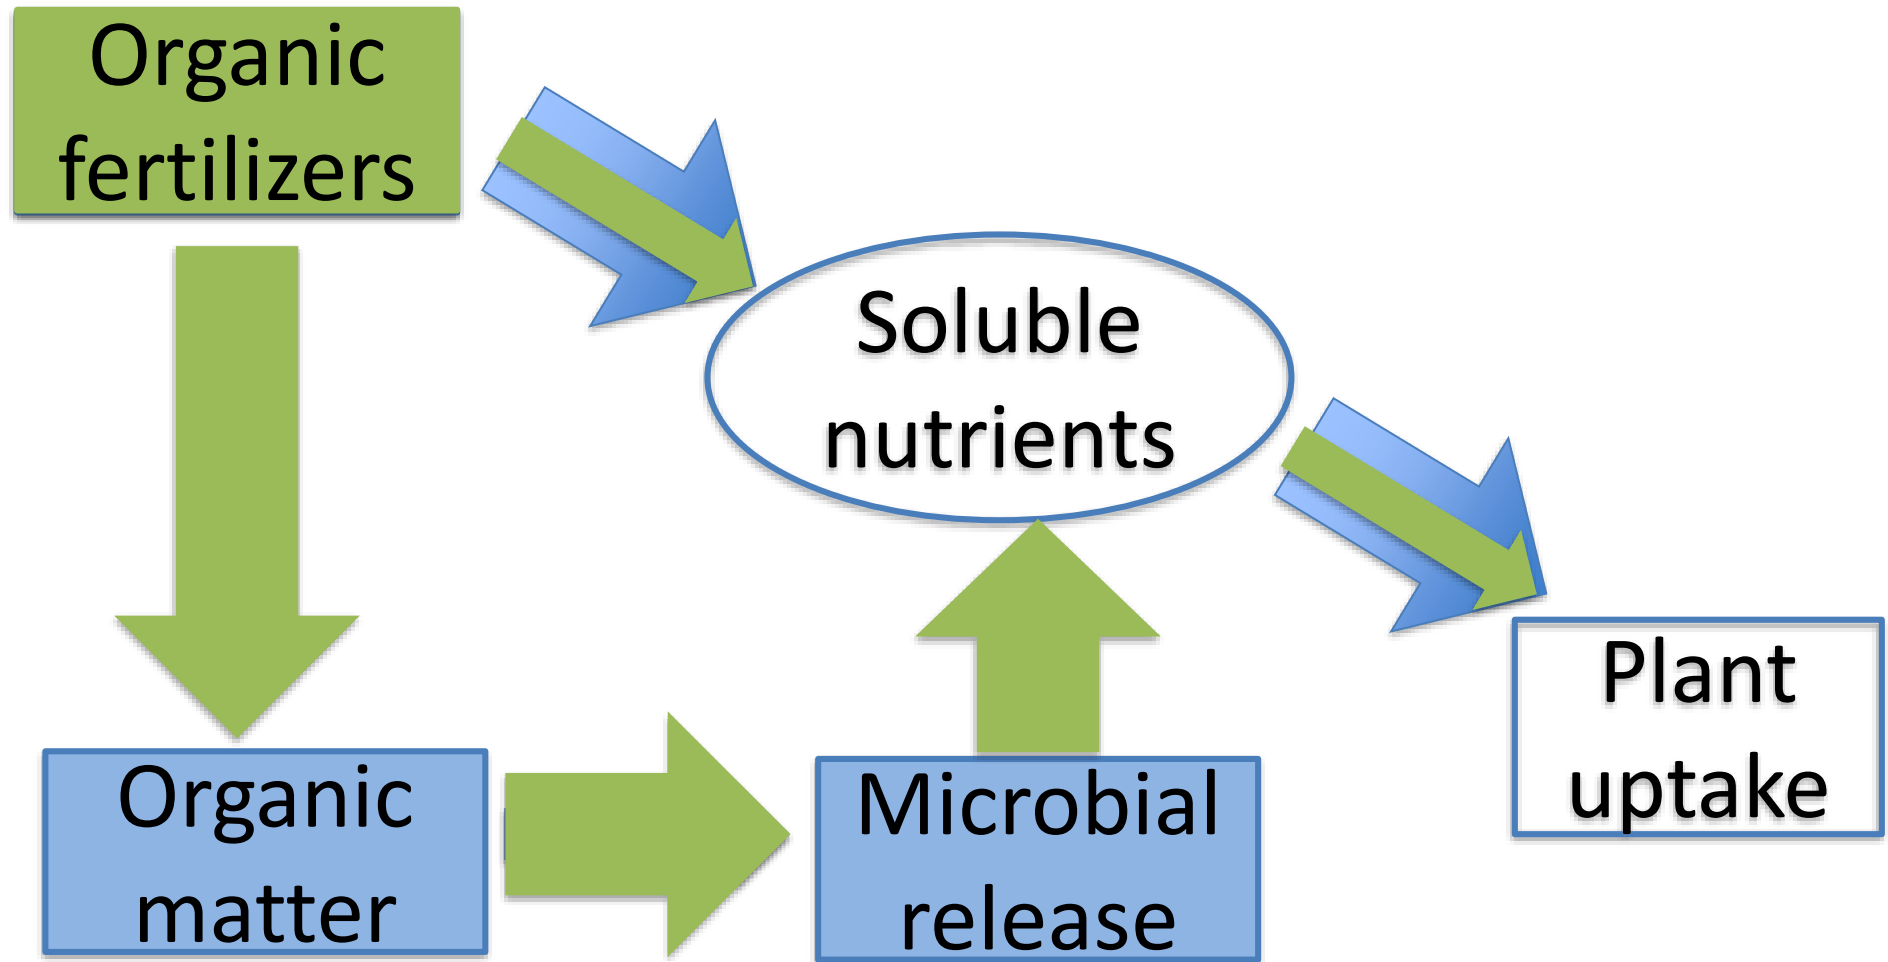 Organic
fertilizers
Soluble
nutrients
Plant
uptake
Organic
matter
Microbial
release